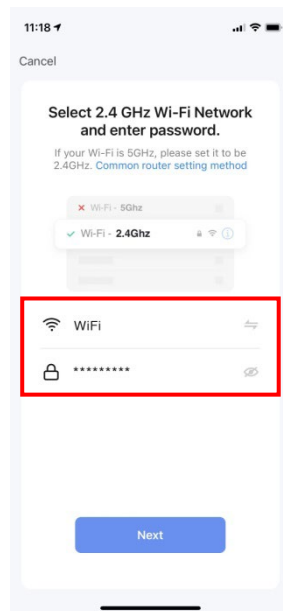 11:18
Cancel
Select 2.4 GHz Wi-Fi Network
and enter password.
If your Wi-Fi is 5GHz, please set it to be
2.4GHz. Common router setting method
Wi-Fi - 5Ghz
Wi-Fi - 2.4Ghz
WiFi
*********
Next